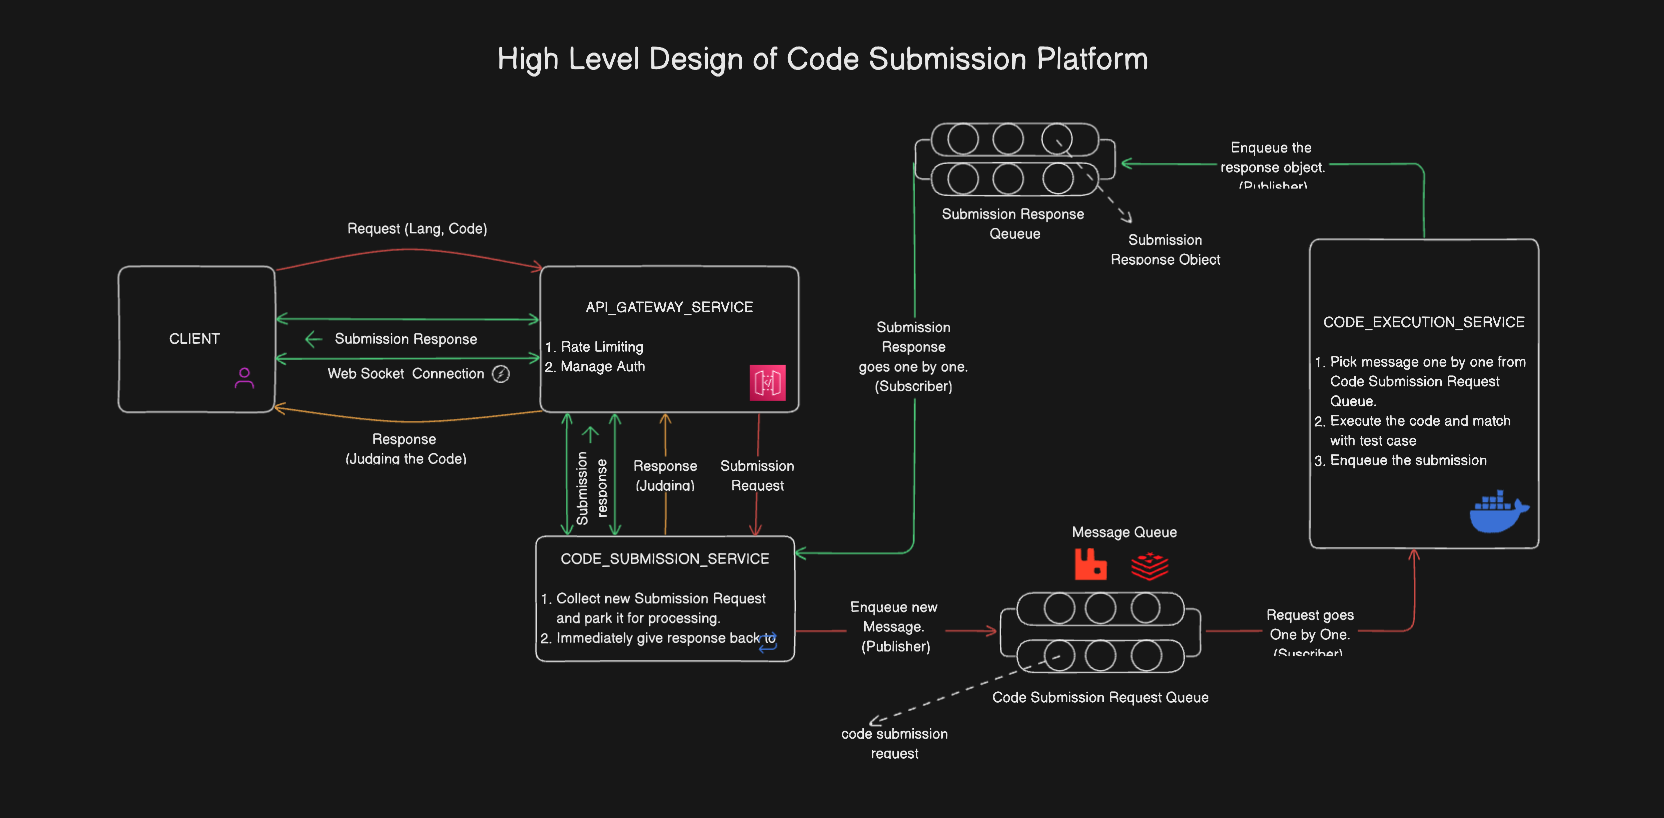 High Level Design of Code Submission Platform
Enqueue the
response object.
(Publisher)
Submission Response
Qeueue
Submission
Response Object
Request (Lang, Code)
CLIENT
Submission Response
Web Socket Connection
Response
(Judging the Code)
API_GATEWAY_SERVICE
1. Rate Limiting
2. Manage Auth
Submission
Response
goes one by one.
(Subscriber)
CODE_EXECUTION_SERVICE
1. Pick message one by one from
Code Submission Request
Queue.
2. Execute the code and match
with test case
3. Enqueue the submission
Submission
response
Response
(Judging)
Submission
Request
CODE_SUBMISSION_SERVICE
1. Collect new Submission Request
and park it for processing.
2. Immediately give response back to
Enqueue new
Message.
(Publisher)
Message Queue
Code Submission Request Queue
Request goes
One by One.
(Suscriber)
code submission
request